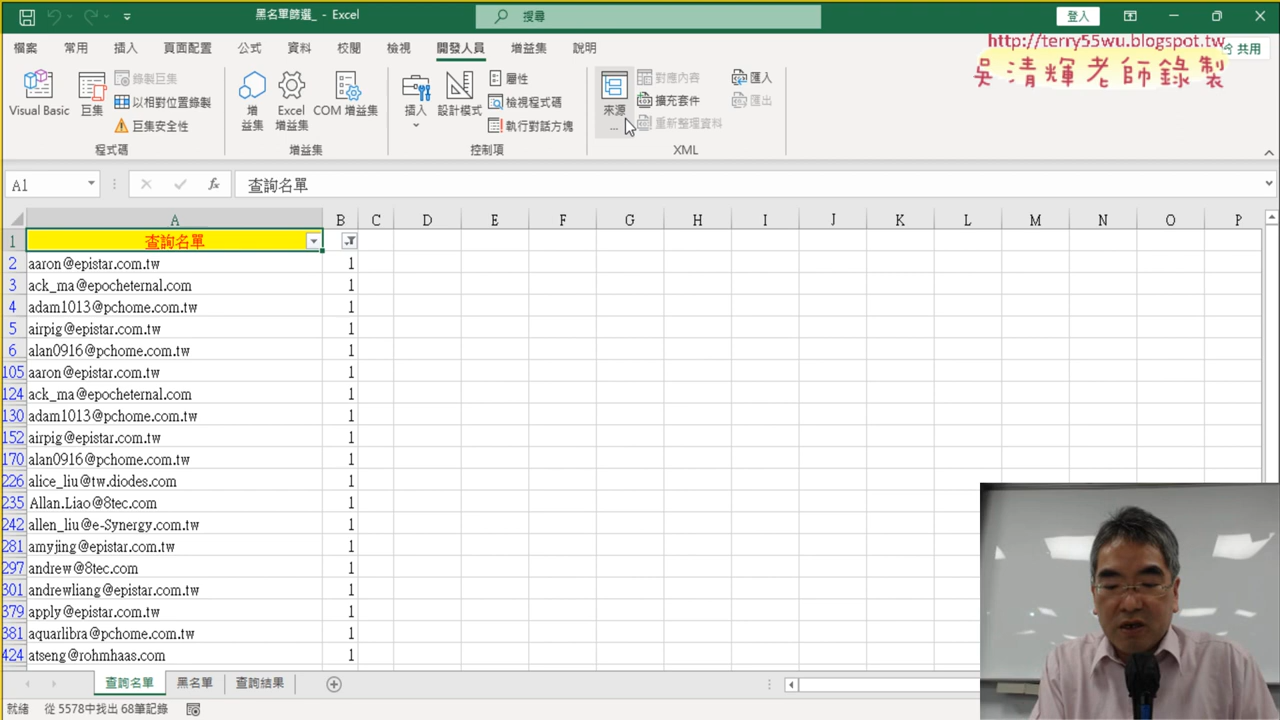 黑名單篩選_ - Excel
搜尋
登入
檔案 常用 插入 頁面配置 公式 資料 校閱 檢視 開發人員 增益集 說明
共用
http://terry55wu.blogspot.tw
吳清輝老師錄製
Visual Basic
巨集
錄製巨集
以相對位置錄製
巨集安全性
程式碼
增益集
Excel 增益集
COM 增益集
增益集
插入
設計模式
屬性
檢視程式碼
執行對話方塊
控制項
來源
...
對應內容
擴充套件
重新整理資料
匯入
匯出
XML
A1
fx
查詢名單
A B C D E F G H I J K L M N O P
1 查詢名單
2 aaron@epistar.com.tw 1
3 ack_ma@epocheternal.com 1
4 adam1013@pchome.com.tw 1
5 airpig@epistar.com.tw 1
6 alan0916@pchome.com.tw 1
105 aaron@epistar.com.tw 1
124 ack_ma@epocheternal.com 1
130 adam1013@pchome.com.tw 1
152 airpig@epistar.com.tw 1
170 alan0916@pchome.com.tw 1
226 alice_liu@tw.diodes.com 1
235 Allan.Liao@8tec.com 1
242 allen_liu@e-Synergy.com.tw 1
281 amyjing@epistar.com.tw 1
297 andrew@8tec.com 1
301 andrewliang@epistar.com.tw 1
379 apply@epistar.com.tw 1
381 aquarlibra@pchome.com.tw 1
424 atseng@rohmhaas.com 1
查詢名單 黑名單 查詢結果
就緒 從 5578中找出 68筆記錄